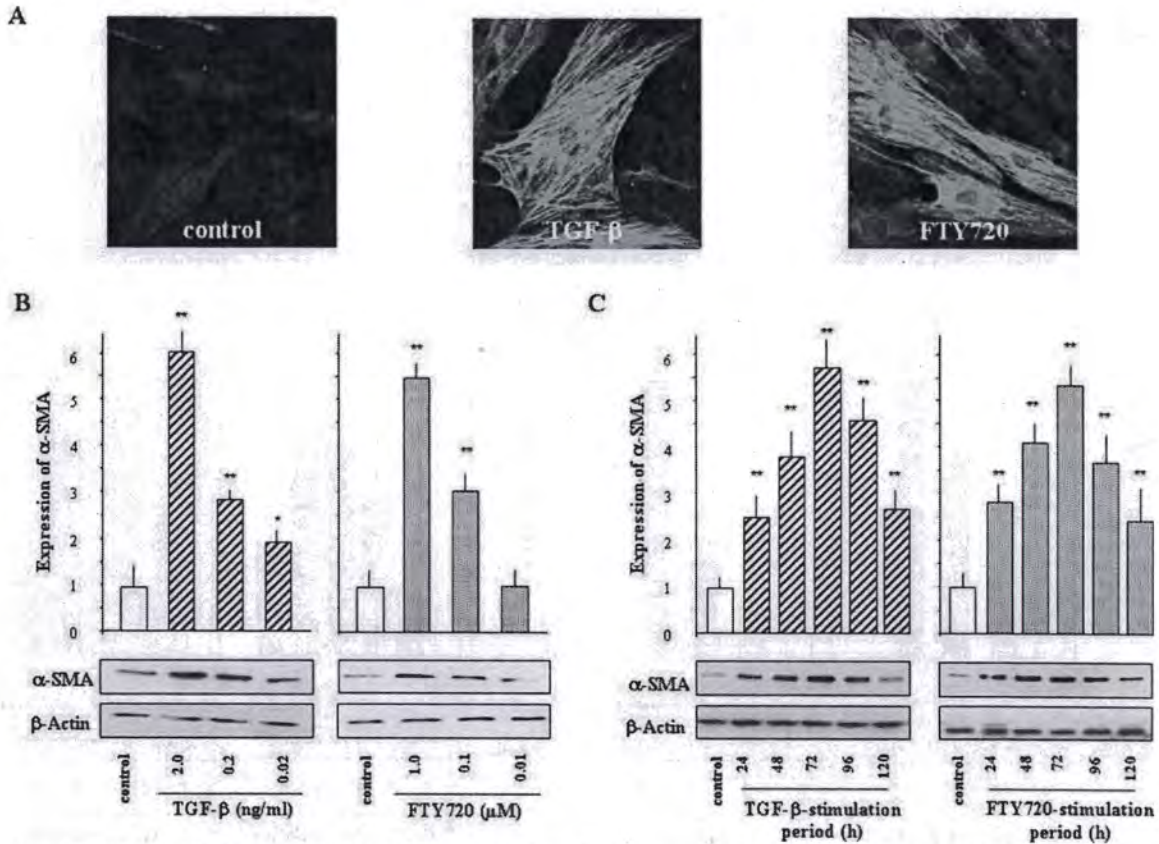 A
control
TGF-β
FTY720
B
Expression of α-SMA
6
5
4
3
2
1
0
**
**
*
**
**
α-SMA
β-Actin
control
2.0
0.2
0.02
TGF-β (ng/ml)
control
1.0
0.1
0.01
FTY720 (μM)
C
Expression of α-SMA
6
5
4
3
2
1
0
**
**
**
**
**
**
**
**
**
**
α-SMA
β-Actin
control
24
48
72
96
120
TGF-β-stimulation
period (h)
control
24
48
72
96
120
FTY720-stimulation
period (h)